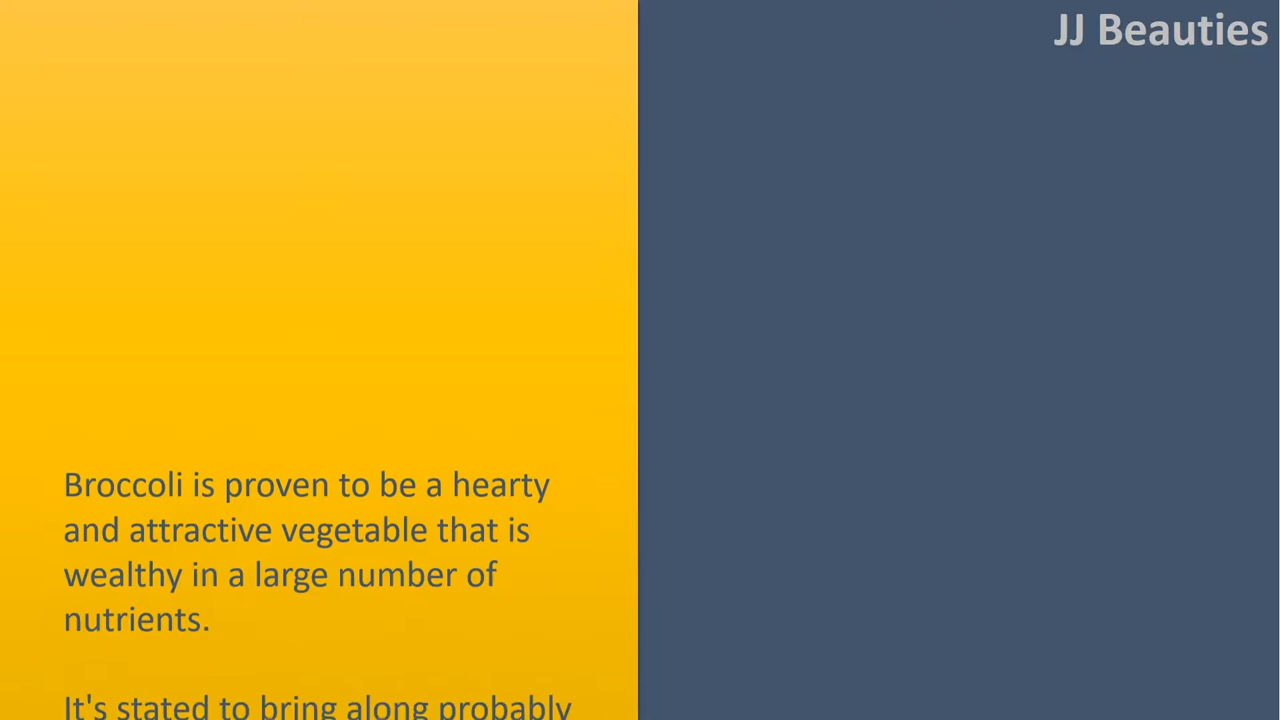 JJ Beauties
Broccoli is proven to be a hearty
and attractive vegetable that is
wealthy in a large number of
nutrients.
It's stated to bring along probably